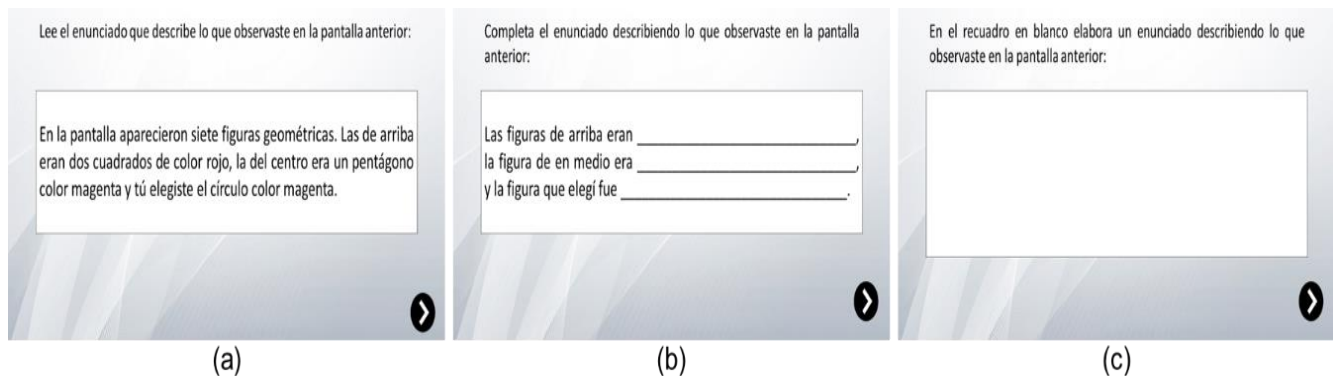 Lee el enunciado que describe lo que observaste en la pantalla anterior:
En la pantalla aparecieron siete figuras geométricas. Las de arriba
eran dos cuadrados de color rojo, la del centro era un pentágono
color magenta y tú elegiste el círculo color magenta.
(a)
Completa el enunciado describiendo lo que observaste en la pantalla
anterior:
Las figuras de arriba eran ______________________________,
la figura de en medio era ______________________________,
y la figura que elegí fue ______________________________.
(b)
En el recuadro en blanco elabora un enunciado describiendo lo que
observaste en la pantalla anterior:
(c)